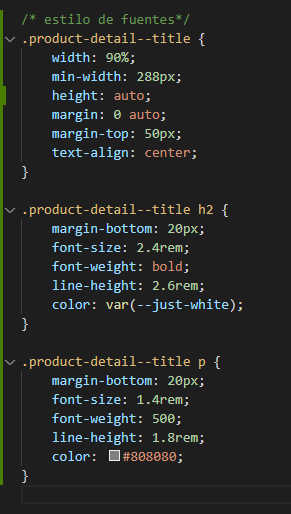 /* estilo de fuentes*/
.product-detail--title {
    width: 90%;
    min-width: 288px;
    height: auto;
    margin: 0 auto;
    margin-top: 50px;
    text-align: center;
}

.product-detail--title h2 {
    margin-bottom: 20px;
    font-size: 2.4rem;
    font-weight: bold;
    line-height: 2.6rem;
    color: var(--just-white);
}

.product-detail--title p {
    margin-bottom: 20px;
    font-size: 1.4rem;
    font-weight: 500;
    line-height: 1.8rem;
    color: #808080;
}